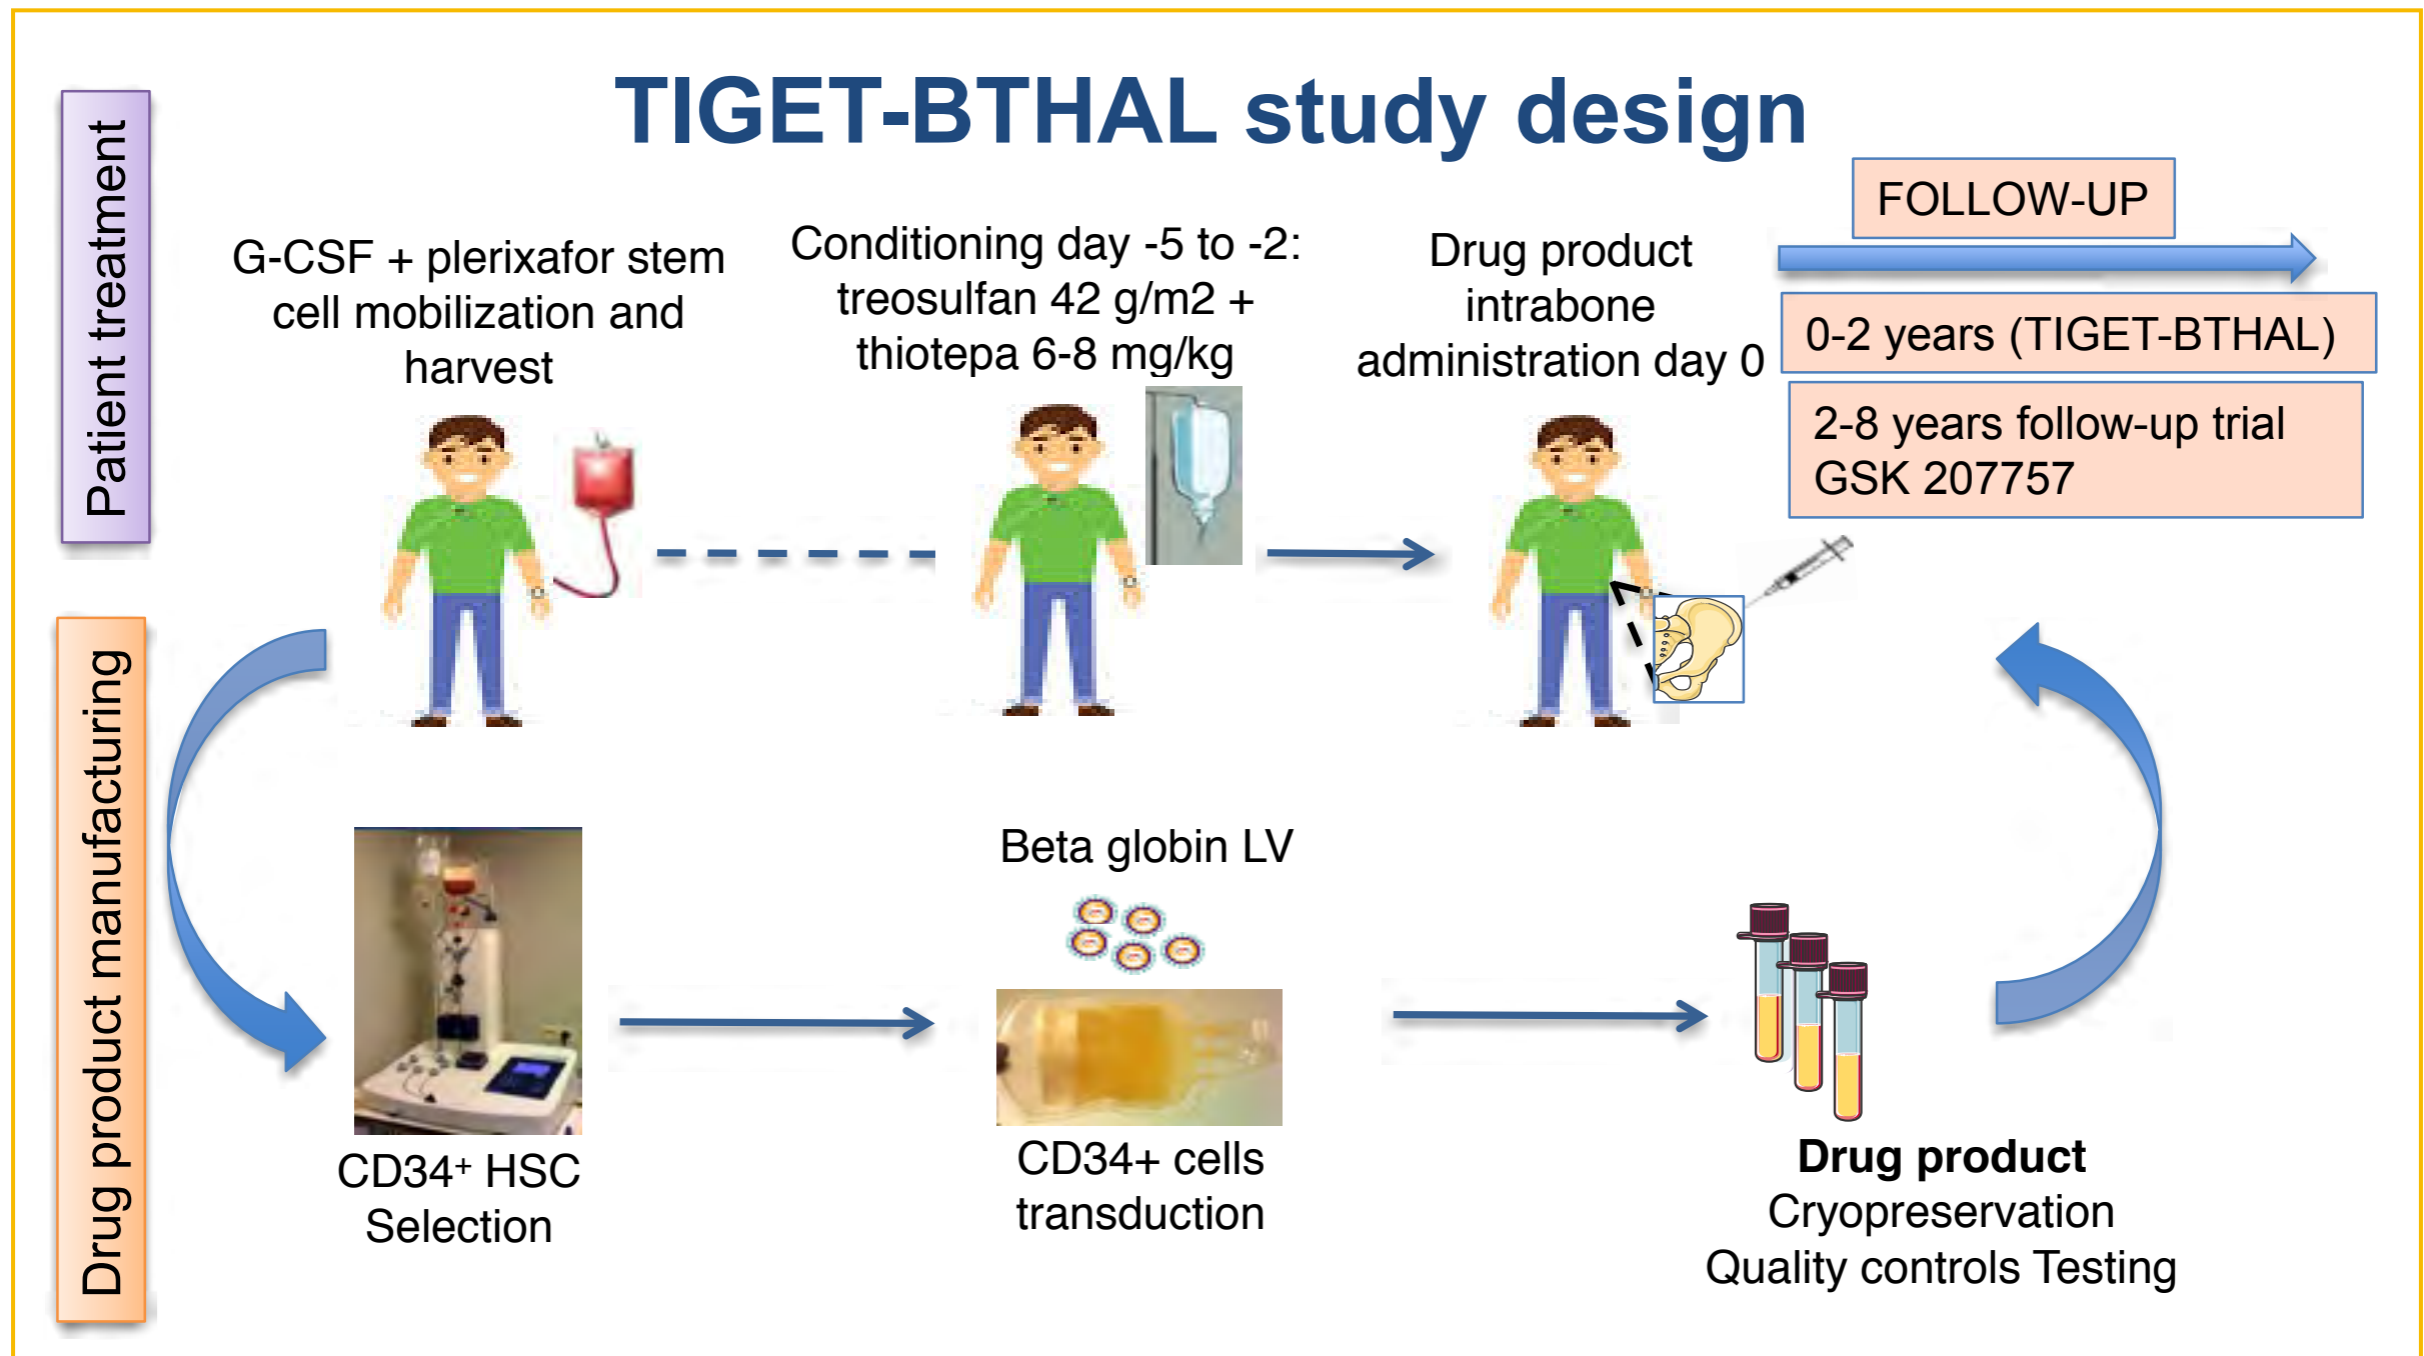 TIGET-BTHAL study design
Patient treatment
G-CSF + plerixafor stem
cell mobilization and
harvest
Conditioning day -5 to -2:
treosulfan 42 g/m2 +
thiotepa 6-8 mg/kg
Drug product
intrabone
administration day 0
FOLLOW-UP
0-2 years (TIGET-BTHAL)
2-8 years follow-up trial
GSK 207757
Drug product manufacturing
CD34⁺ HSC
Selection
Beta globin LV
CD34+ cells
transduction
Drug product
Cryopreservation
Quality controls Testing